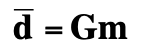 d̅ = Gm